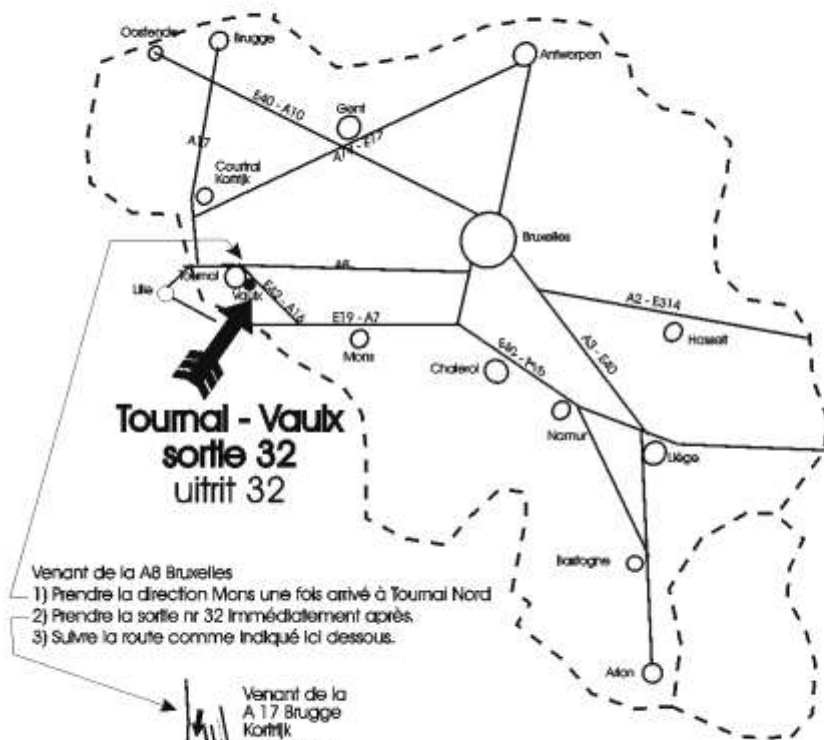 Oostende
Brugge
Antwerpen
E40 - A10
Gent
A17
A14 - E17
Courtrai
Kortrijk
Bruxelles
A8
Tournai
Lille
Vaulx
E42 - A16
A2 - E314
E19 - A7
Hasselt
Mons
A3 - E40
Chaleroi
Namur
Liège
Tournai - Vaulx
sortie 32
uitrit 32
Bastogne
Venant de la A8 Bruxelles
1) Prendre la direction Mons une fois arrivé à Tournai Nord
2) Prendre la sortie nr 32 immédiatement après.
3) Suivre la route comme indiqué ici dessous.
Arlon
Venant de la
A 17 Brugge
Kortrijk